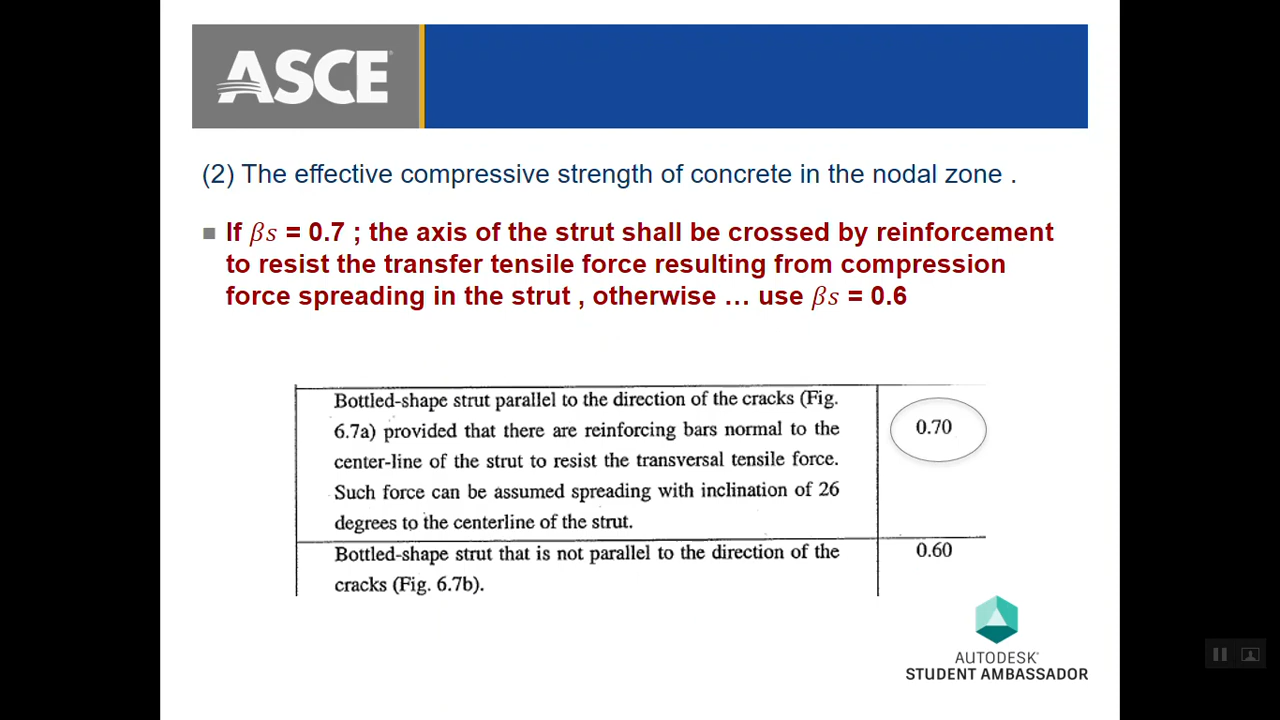 ASCE
(2) The effective compressive strength of concrete in the nodal zone .
If βs = 0.7 ; the axis of the strut shall be crossed by reinforcement
to resist the transfer tensile force resulting from compression
force spreading in the strut , otherwise … use βs = 0.6
Bottled-shape strut parallel to the direction of the cracks (Fig.
6.7a) provided that there are reinforcing bars normal to the
center-line of the strut to resist the transversal tensile force.
Such force can be assumed spreading with inclination of 26
degrees to the centerline of the strut.
0.70
Bottled-shape strut that is not parallel to the direction of the
cracks (Fig. 6.7b).
0.60
AUTODESK®
STUDENT AMBASSADOR